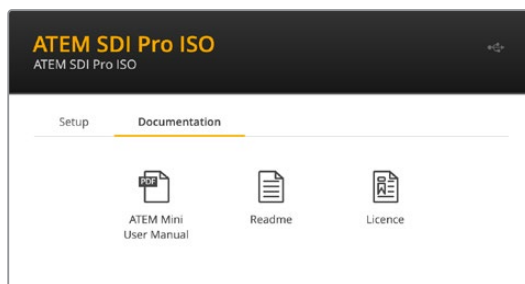 ATEM SDI Pro ISO
ATEM SDI Pro ISO
Setup
Documentation
PDF
ATEM Mini
User Manual
Readme
Licence